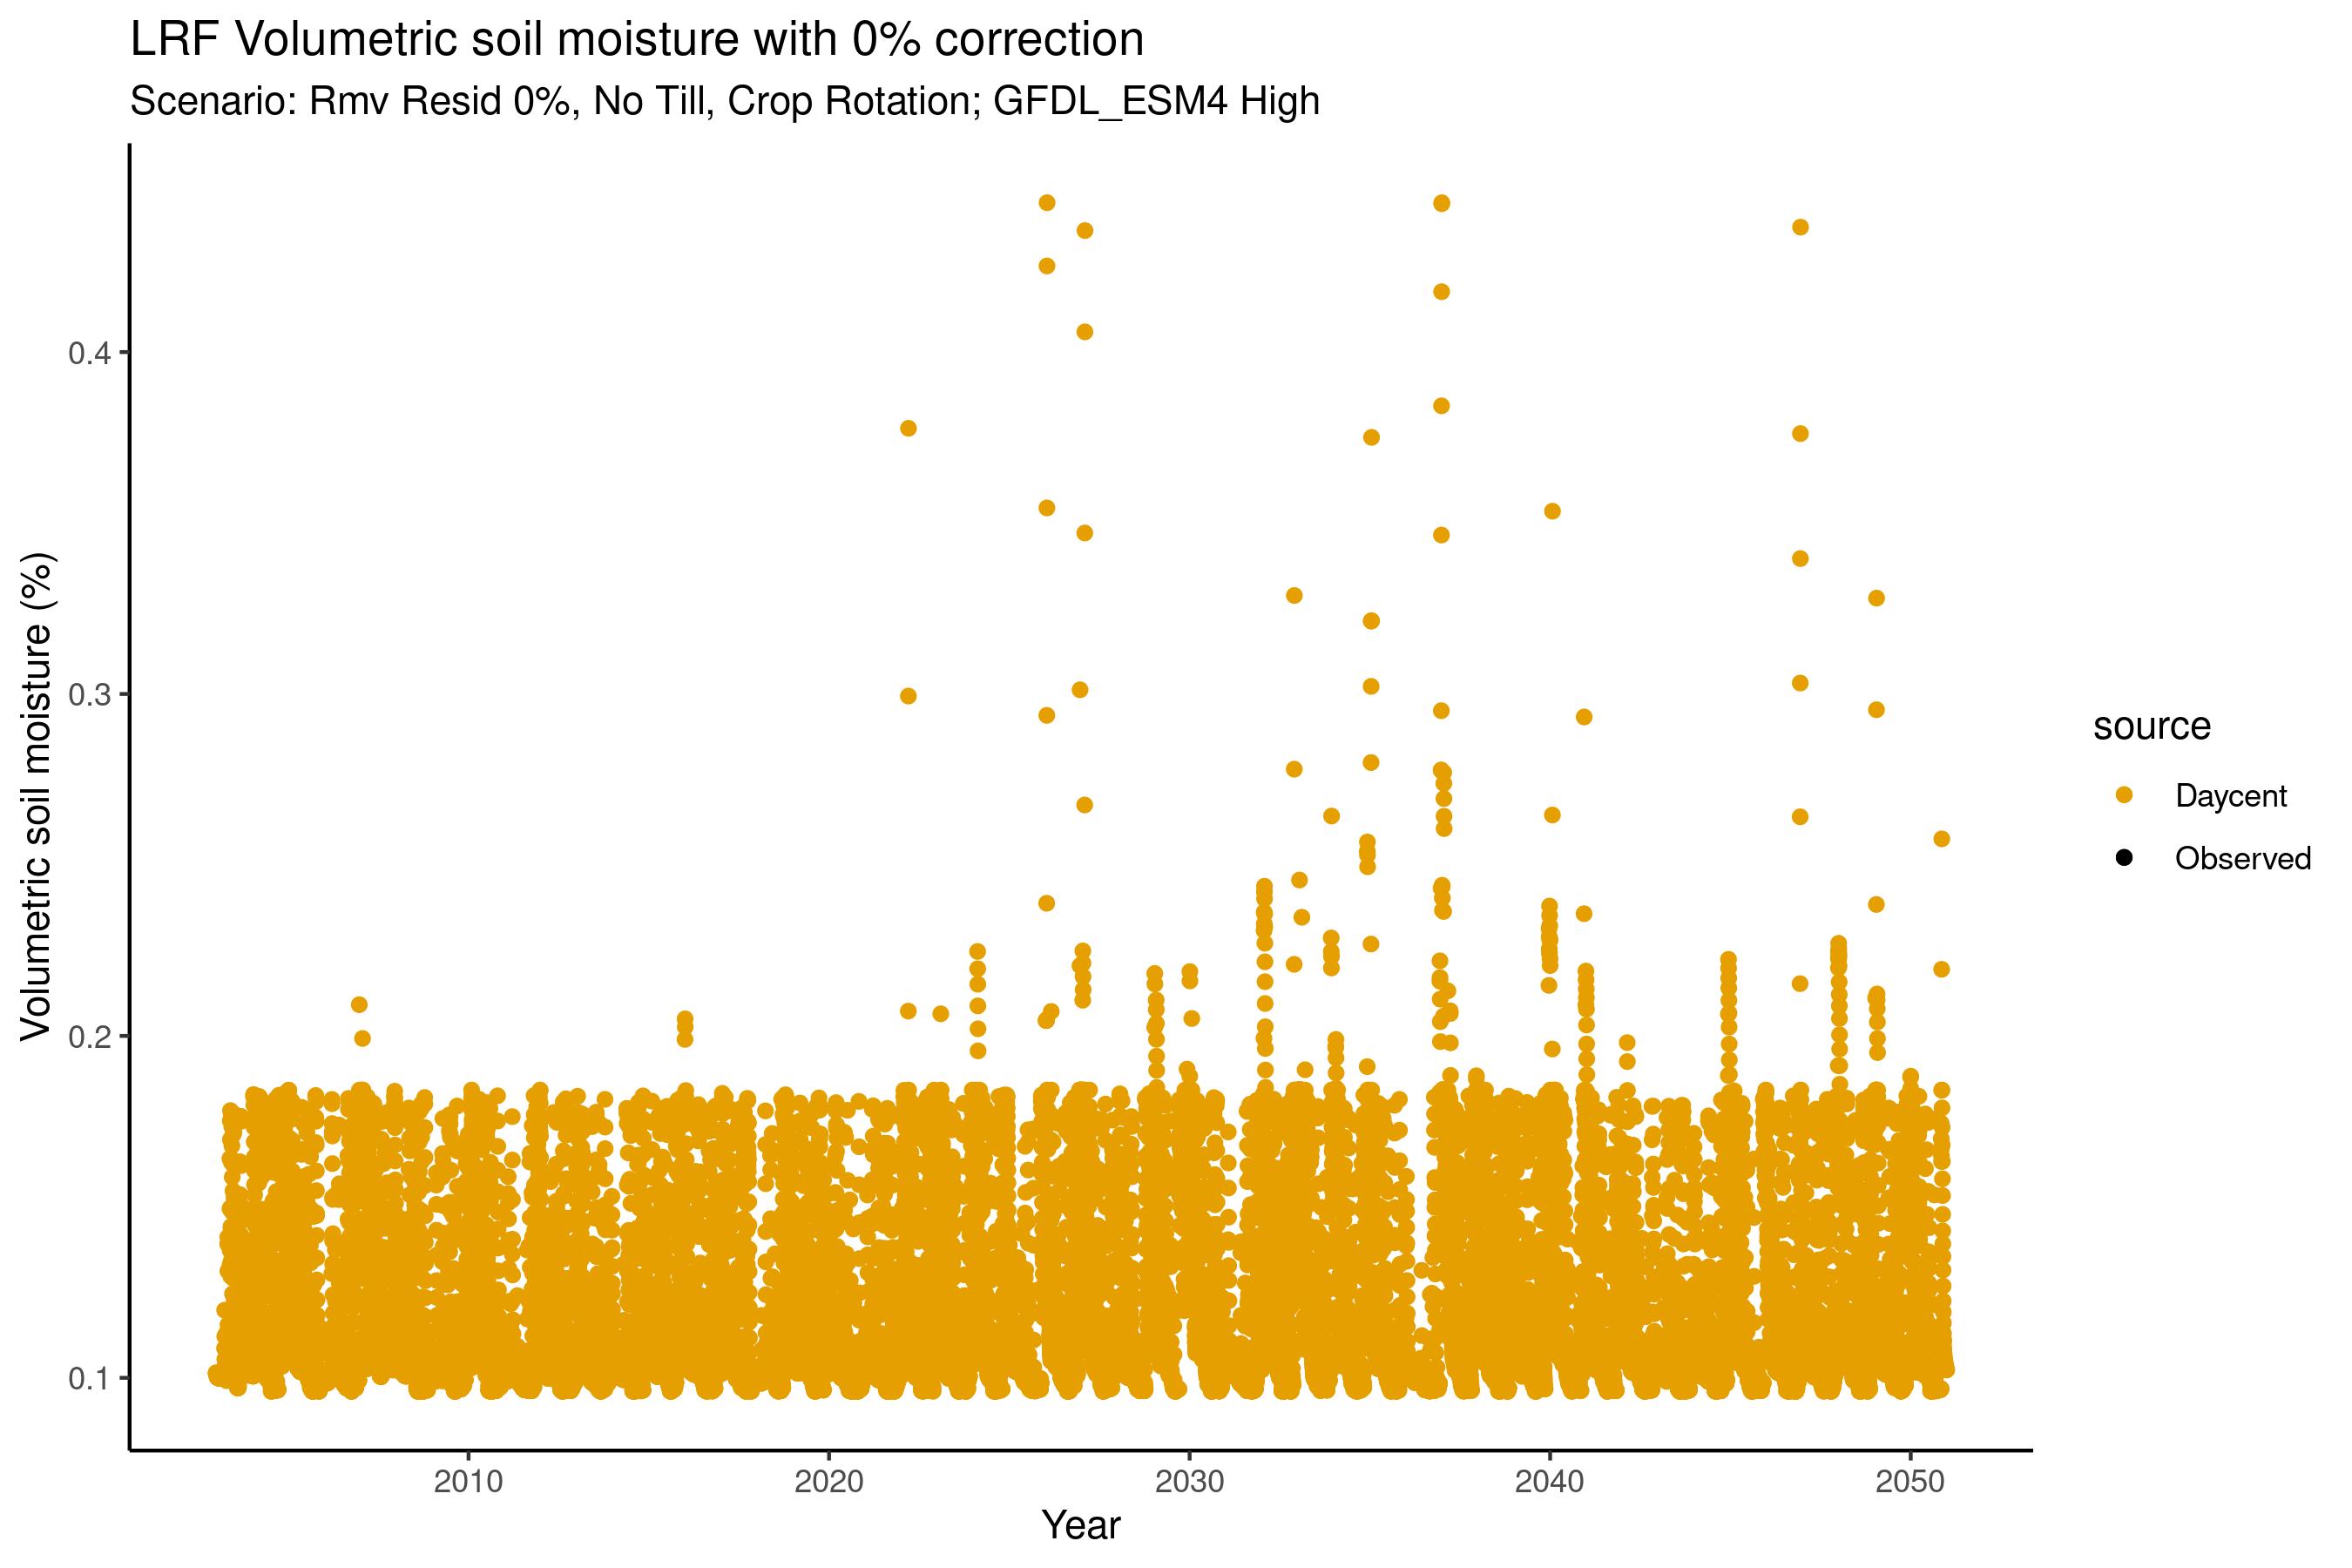 LRF Volumetric soil moisture with 0% correction
Scenario: Rmv Resid 0%, No Till, Crop Rotation; GFDL_ESM4 High
Volumetric soil moisture (%)
0.4
0.3
0.2
0.1
2010
2020
2030
2040
2050
Year
source
Daycent
Observed